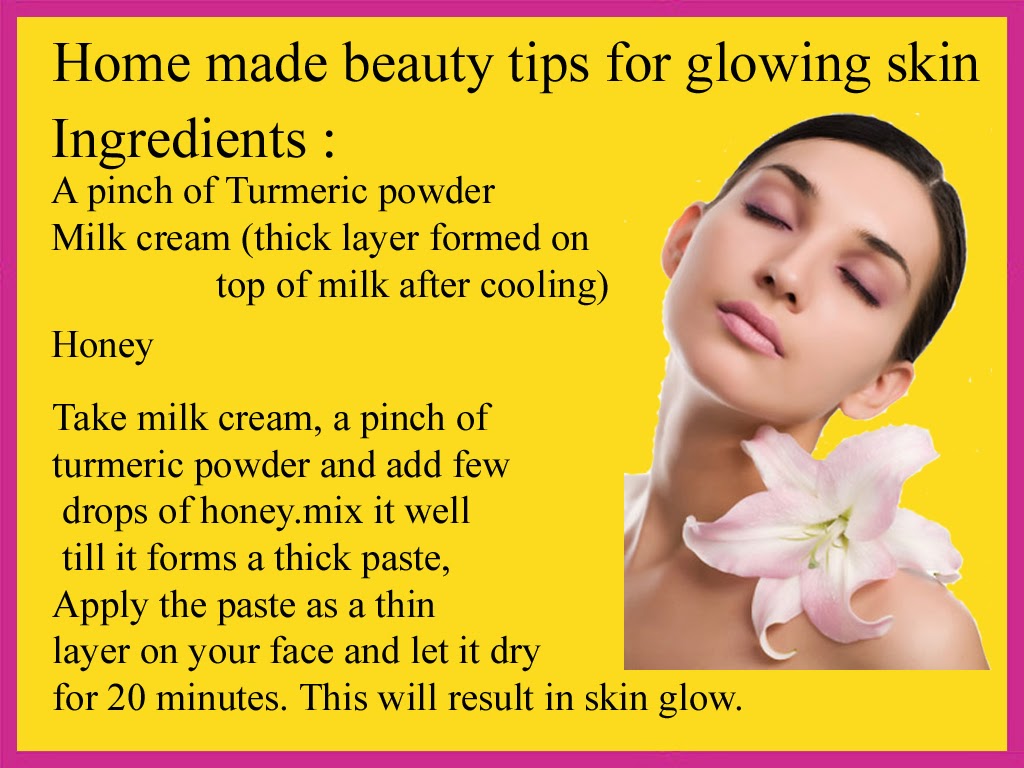 Home made beauty tips for glowing skin
Ingredients :
A pinch of Turmeric powder
Milk cream (thick layer formed on
top of milk after cooling)
Honey
Take milk cream, a pinch of
turmeric powder and add few
drops of honey.mix it well
till it forms a thick paste,
Apply the paste as a thin
layer on your face and let it dry
for 20 minutes. This will result in skin glow.